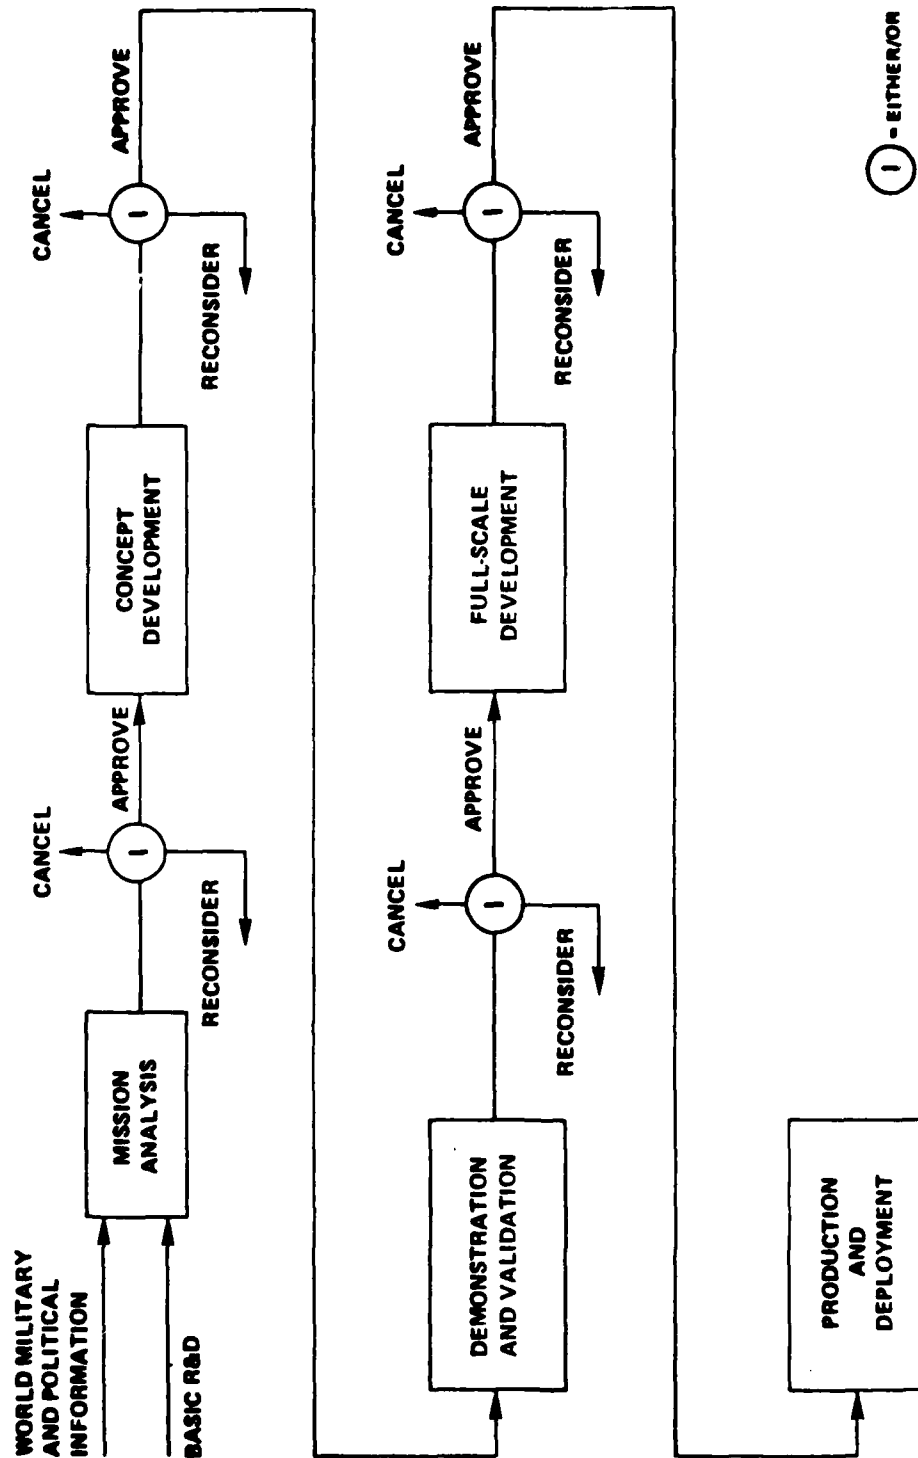 WORLD MILITARY
AND POLITICAL
INFORMATION
BASIC R&D
MISSION
ANALYSIS
CANCEL
APPROVE
RECONSIDER
CONCEPT
DEVELOPMENT
CANCEL
APPROVE
RECONSIDER
DEMONSTRATION
AND VALIDATION
CANCEL
APPROVE
RECONSIDER
FULL-SCALE
DEVELOPMENT
CANCEL
APPROVE
RECONSIDER
PRODUCTION
AND
DEPLOYMENT
I = EITHER/OR